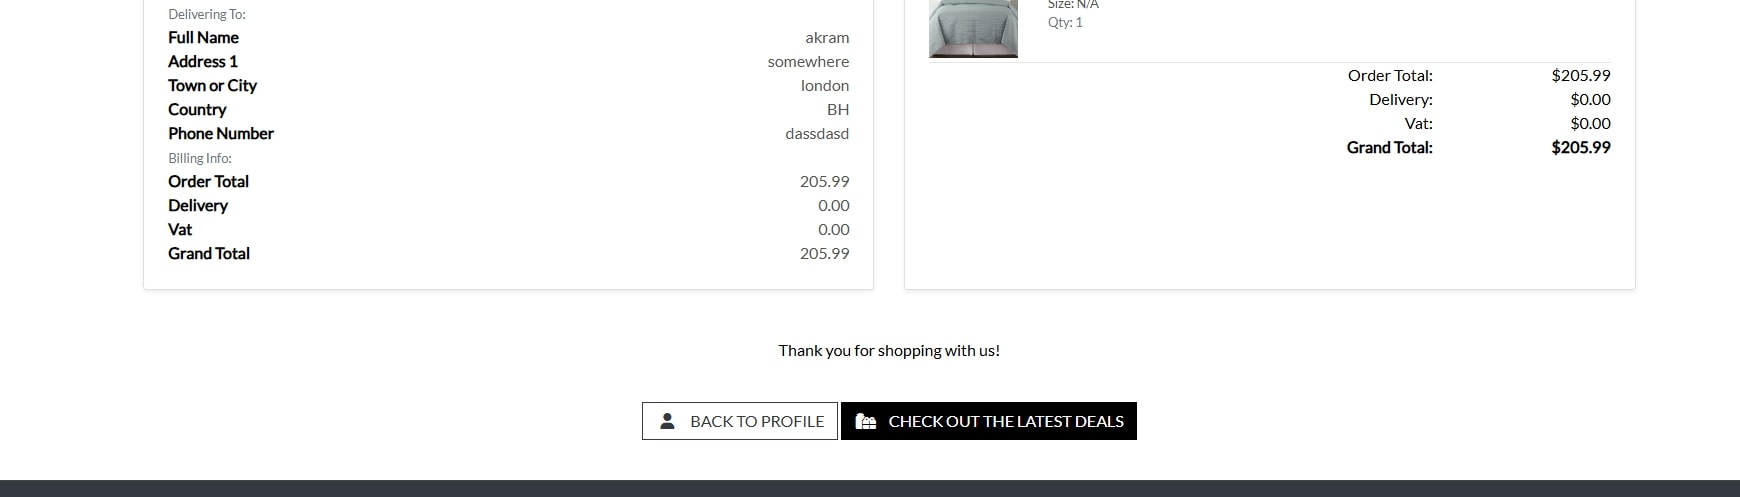 Delivering To:
Full Name akram
Address 1 somewhere
Town or City london
Country BH
Phone Number dassdasd
Billing Info:
Order Total 205.99
Delivery 0.00
Vat 0.00
Grand Total 205.99
Size: N/A
Qty: 1
Order Total: $205.99
Delivery: $0.00
Vat: $0.00
Grand Total: $205.99
Thank you for shopping with us!
BACK TO PROFILE
CHECK OUT THE LATEST DEALS